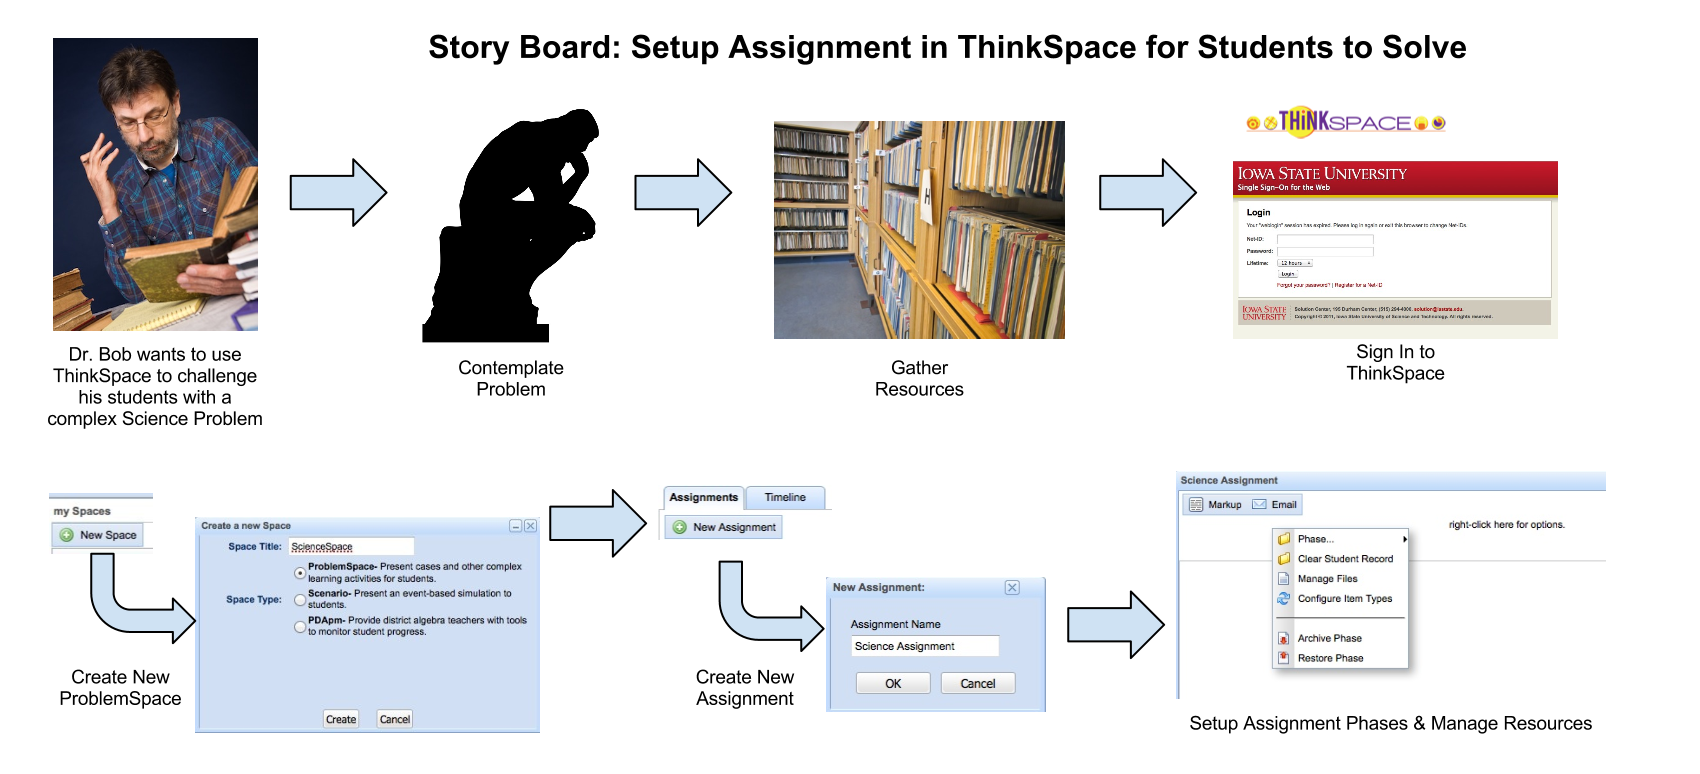 Story Board: Setup Assignment in ThinkSpace for Students to Solve
THiNKSPACE
IOWA STATE UNIVERSITY
Single Sign-On for the Web
Login
Your "weblogin" session has expired. Please log in again or exit this browser to change Net-IDs.
Net-ID:
Password:
Lifetime: 12 hours
Login
Forgot your password? | Register for a Net-ID
IOWA STATE
UNIVERSITY
Solution Center, 195 Durham Center, (515) 294-4000, solution@iastate.edu.
Copyright © 2011, Iowa State University of Science and Technology. All rights reserved.
H
Dr. Bob wants to use
ThinkSpace to challenge
his students with a
complex Science Problem
Contemplate
Problem
Gather
Resources
Sign In to
ThinkSpace
my Spaces
New Space
Create New
ProblemSpace
Create a new Space
Space Title: ScienceSpace
Space Type:
ProblemSpace- Present cases and other complex
learning activities for students.
Scenario- Present an event-based simulation to
students.
PDApm- Provide district algebra teachers with tools
to monitor student progress.
Create Cancel
Assignments Timeline
New Assignment
Create New
Assignment
New Assignment:
Assignment Name
Science Assignment
OK Cancel
Science Assignment
Markup Email
right-click here for options.
Phase...
Clear Student Record
Manage Files
Configure Item Types
Archive Phase
Restore Phase
Setup Assignment Phases & Manage Resources